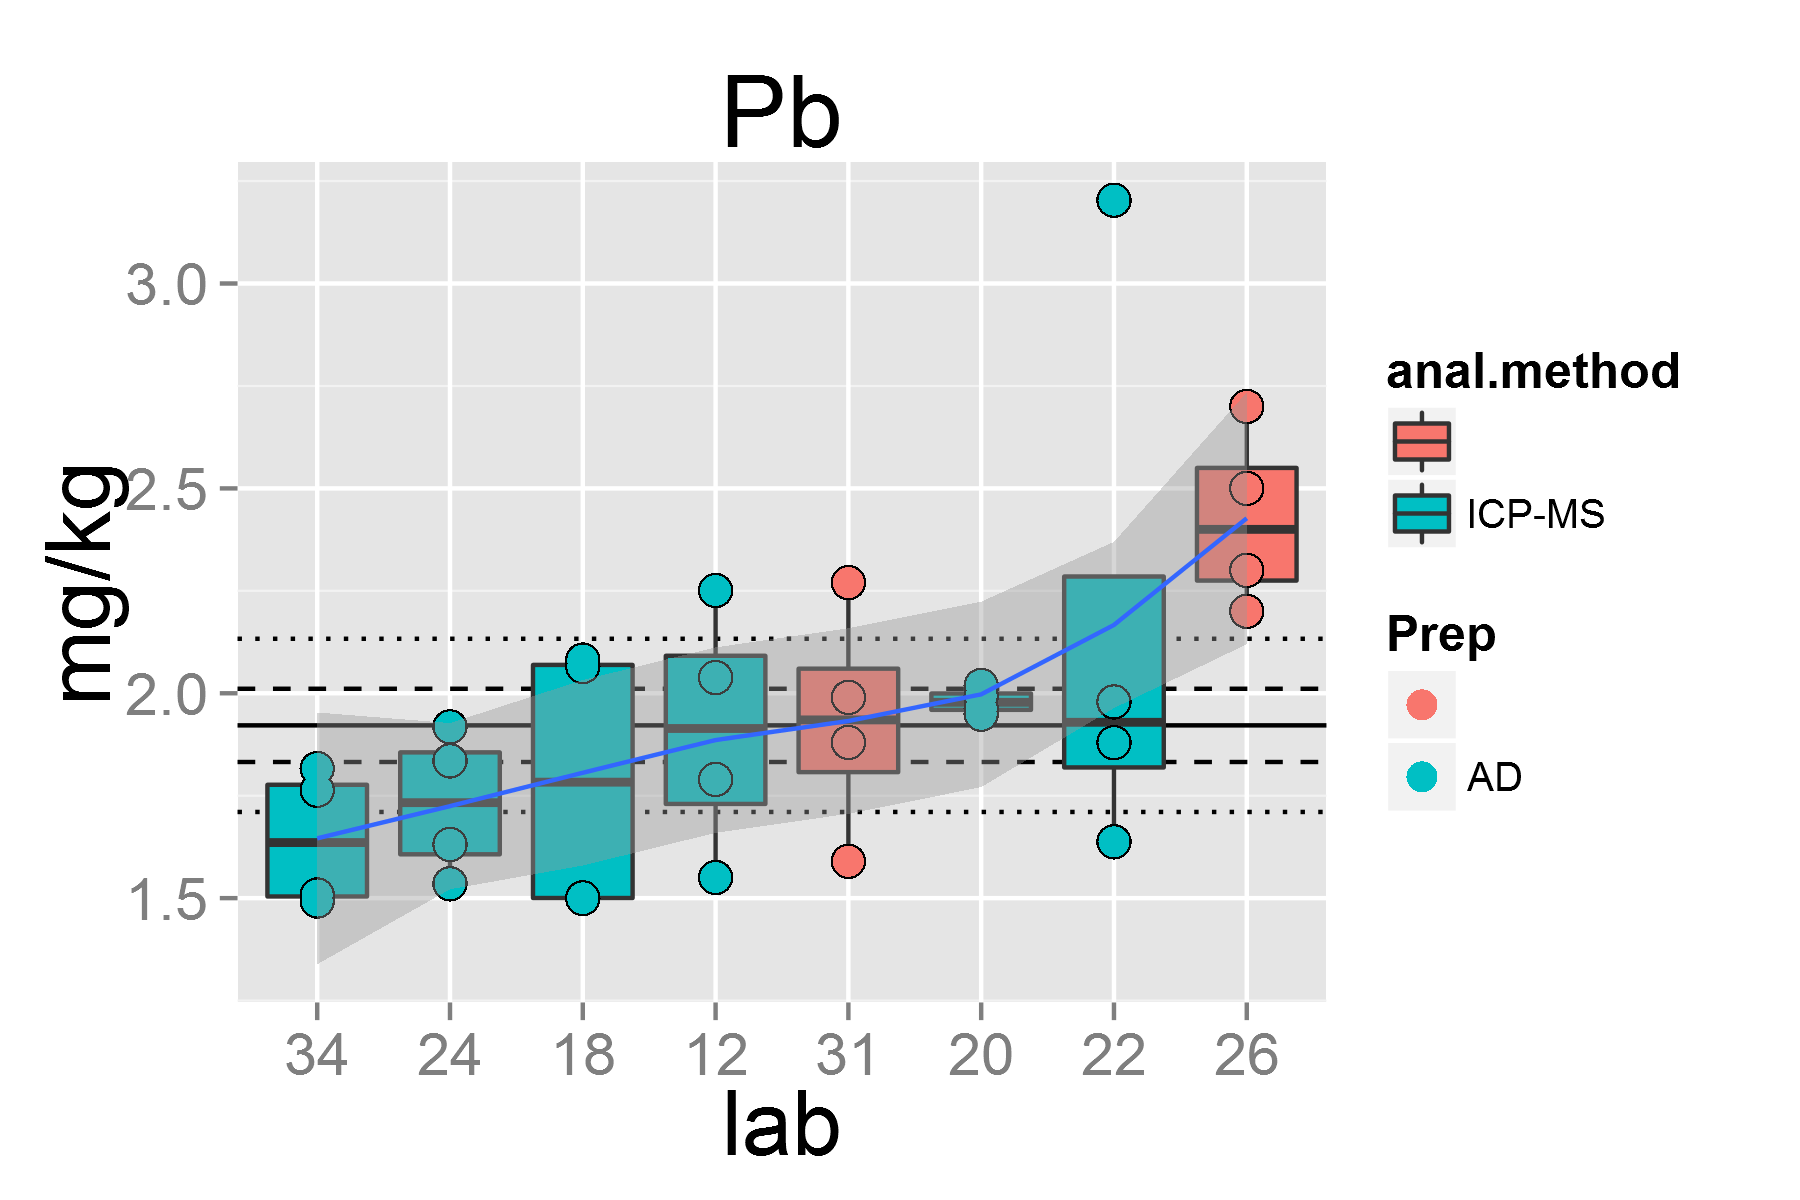 Pb
mg/kg
3.0
2.5
2.0
1.5
34 24 18 12 31 20 22 26
lab
anal.method
ICP-MS
Prep
AD